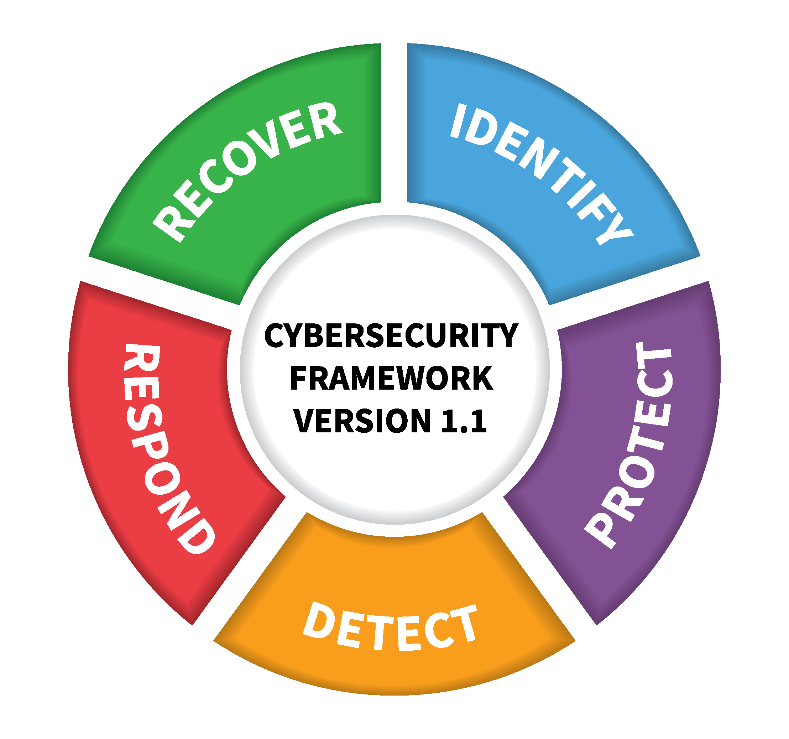 CYBERSECURITY
FRAMEWORK
VERSION 1.1
IDENTIFY
PROTECT
DETECT
RESPOND
RECOVER